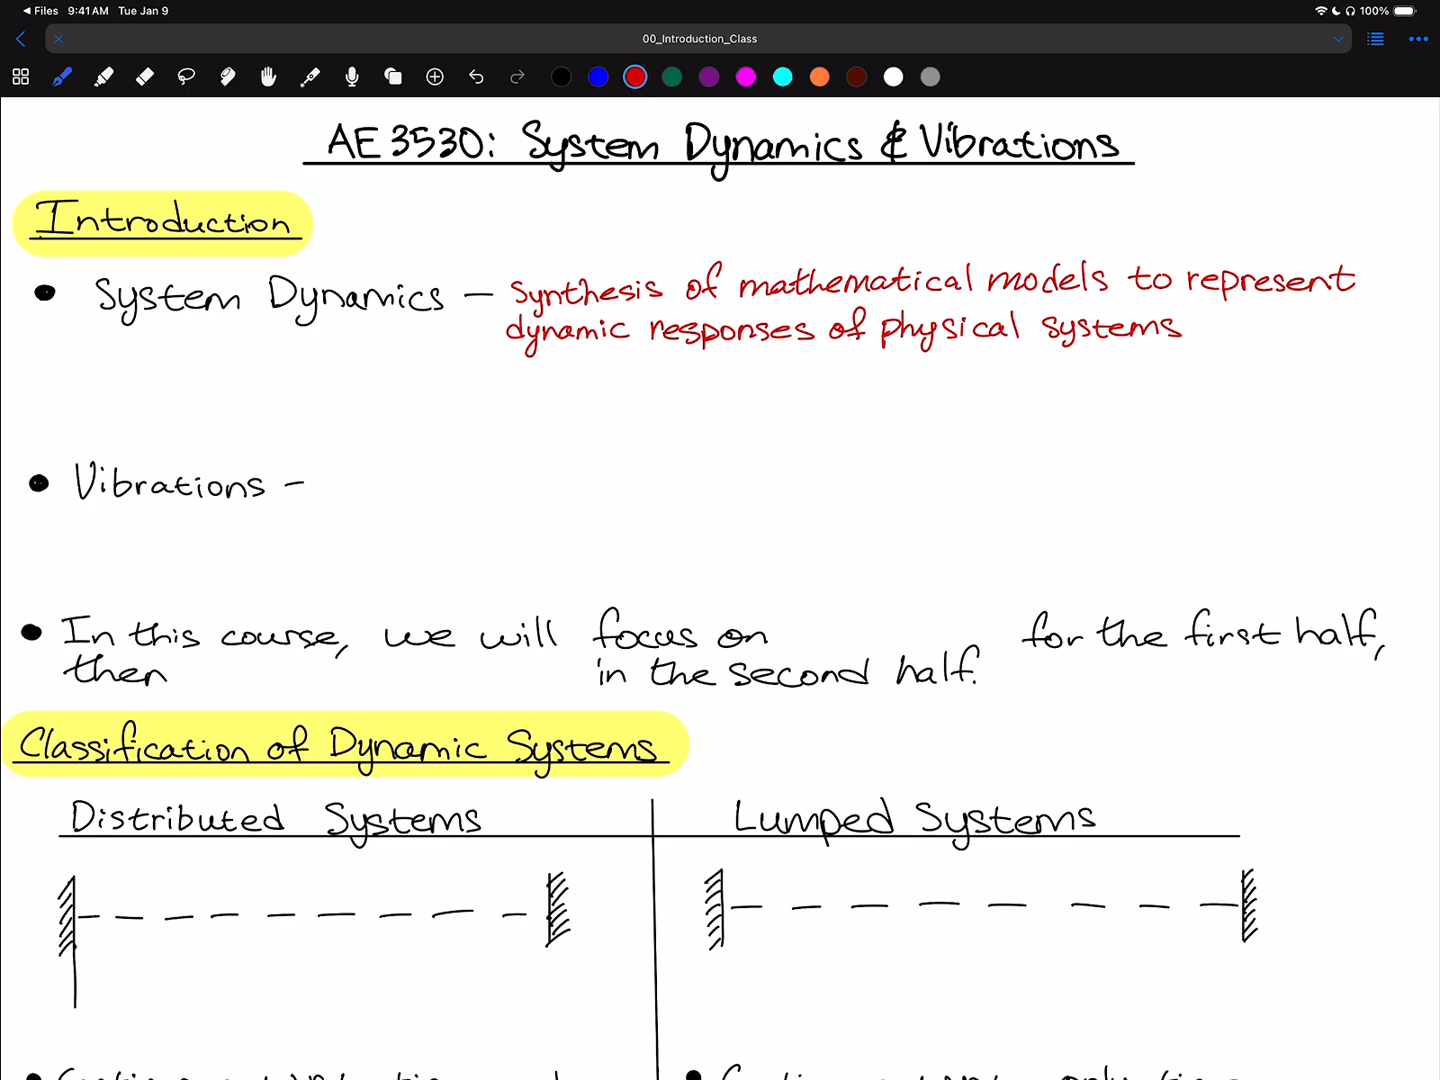 Files 9:41 AM Tue Jan 9 100%
00_Introduction_Class
AE 3530: System Dynamics & Vibrations
Introduction
• System Dynamics – synthesis of mathematical models to represent
dynamic responses of physical systems
• Vibrations –
• In this course, we will focus on for the first half,
then in the second half.
Classification of Dynamic Systems
Distributed Systems Lumped Systems